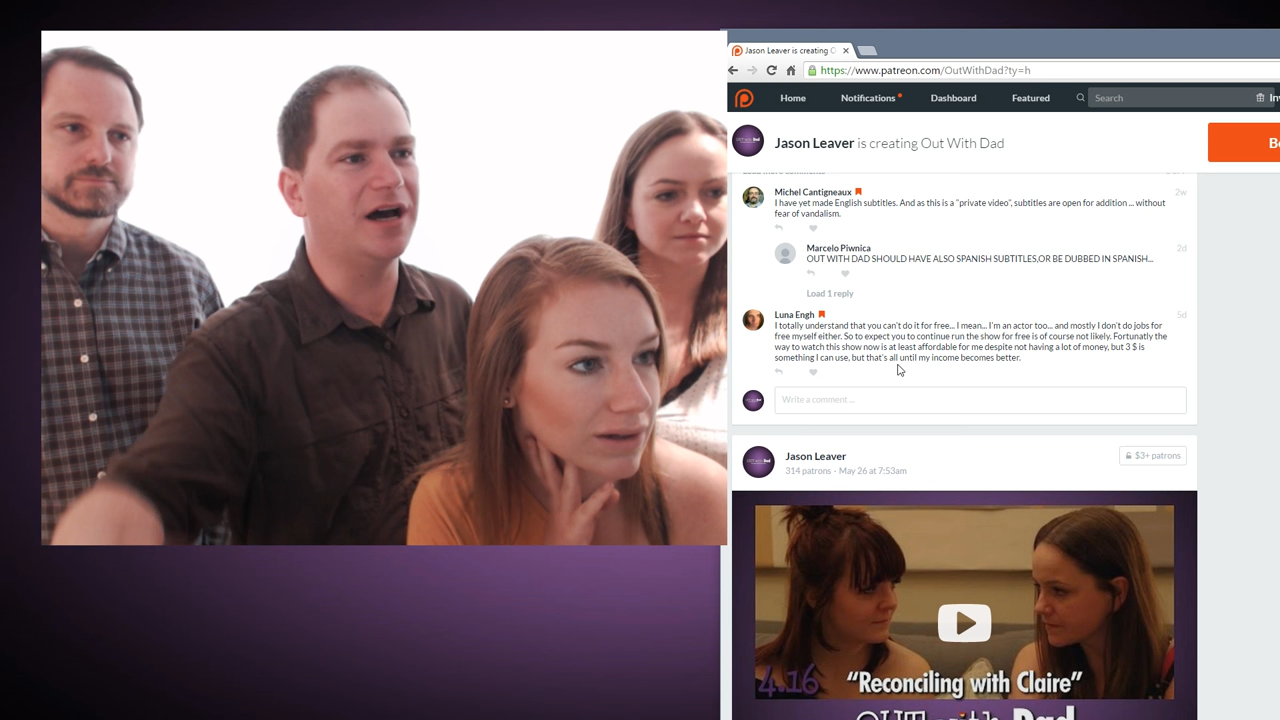 Jason Leaver is creating O
https://www.patreon.com/OutWithDad?ty=h
Home Notifications Dashboard Featured Search
Jason Leaver is creating Out With Dad
Michel Cantigneaux 2w
I have yet made English subtitles. And as this is a "private video", subtitles are open for addition ... without
fear of vandalism.
Marcelo Piwnica 2d
OUT WITH DAD SHOULD HAVE ALSO SPANISH SUBTITLES,OR BE DUBBED IN SPANISH...
Load 1 reply
Luna Engh 5d
I totally understand that you can't do it for free... I mean... I'm an actor too... and mostly I don't do jobs for
free myself either. So to expect you to continue run the show for free is of course not likely. Fortunatly the
way to watch this show now is at least affordable for me despite not having a lot of money, but 3 $ is
something I can use, but that's all until my income becomes better.
Write a comment ...
Jason Leaver
$3+ patrons
314 patrons - May 26 at 7:53am
4.16 "Reconciling with Claire"
OUT with Dad